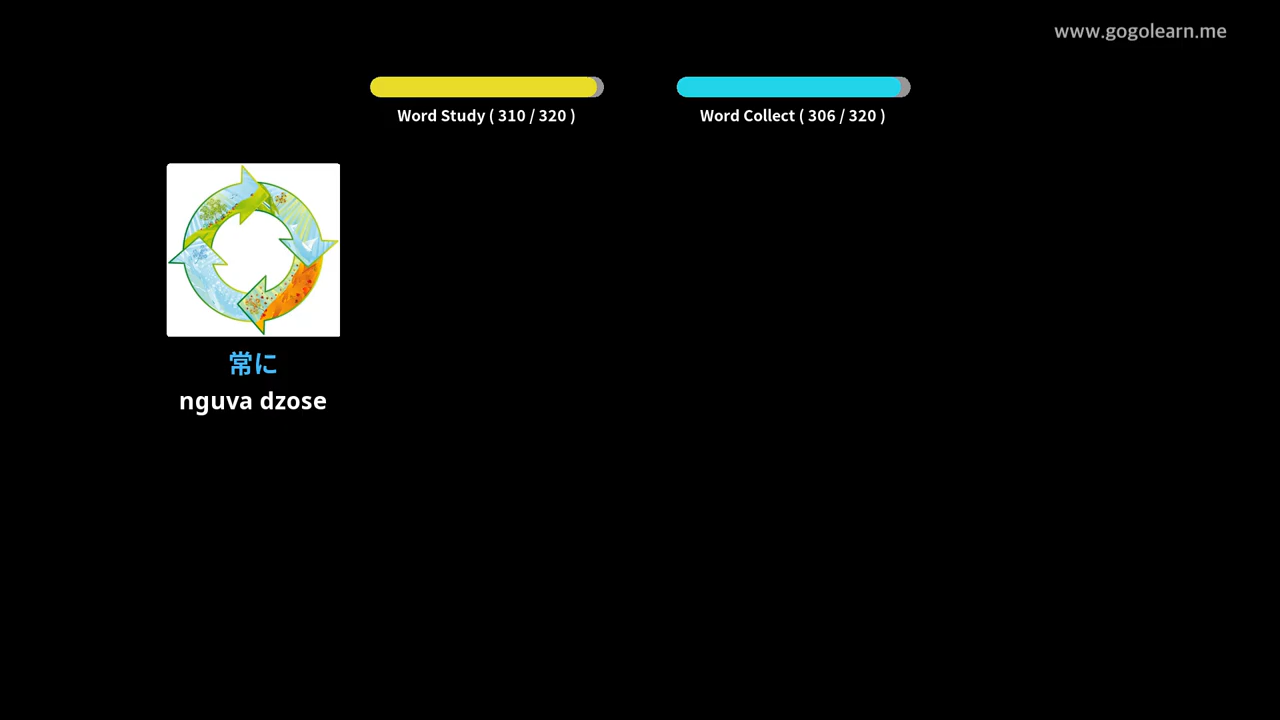 www.gogolearn.me
Word Study ( 310 / 320 )
Word Collect ( 306 / 320 )
常に
nguva dzose